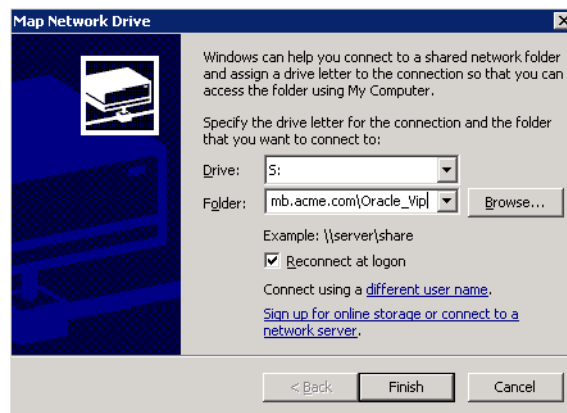 Map Network Drive
Windows can help you connect to a shared network folder
and assign a drive letter to the connection so that you can
access the folder using My Computer.
Specify the drive letter for the connection and the folder
that you want to connect to:
Drive: S:
Folder: mb.acme.com\Oracle_Vip Browse...
Example: \\server\share
Reconnect at logon
Connect using a different user name.
Sign up for online storage or connect to a
network server.
< Back Finish Cancel